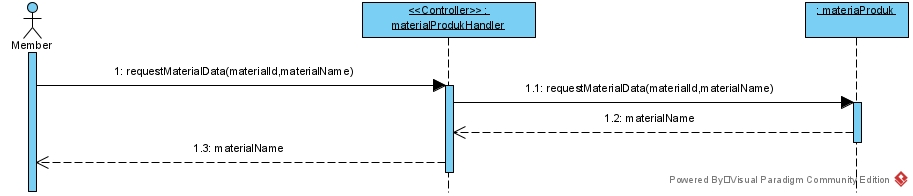 <<Controller>> :
materialProdukHandler
: materiaProduk
Member
1: requestMaterialData(materialId,materialName)
1.1: requestMaterialData(materialId,materialName)
1.2: materialName
1.3: materialName
Powered By Visual Paradigm Community Edition